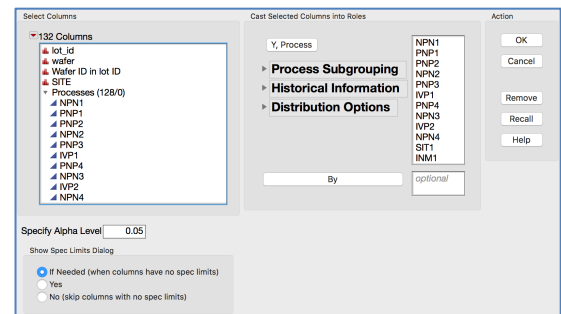 Select Columns
132 Columns
lot_id
wafer
Wafer ID in lot ID
SITE
Processes (128/0)
NPN1
PNP1
PNP2
NPN2
PNP3
IVP1
PNP4
NPN3
IVP2
NPN4
Cast Selected Columns into Roles
Y, Process
Process Subgrouping
Historical Information
Distribution Options
NPN1
PNP1
PNP2
NPN2
PNP3
IVP1
PNP4
NPN3
IVP2
NPN4
SIT1
INM1
By
optional
Action
OK
Cancel
Remove
Recall
Help
Specify Alpha Level 0.05
Show Spec Limits Dialog
If Needed (when columns have no spec limits)
Yes
No (skip columns with no spec limits)